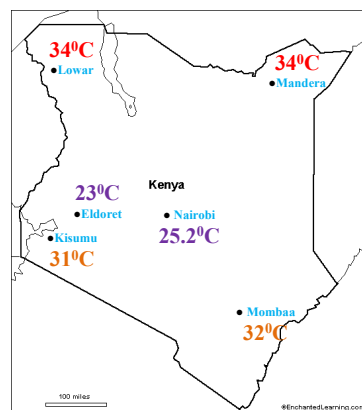 34⁰C
Lowar
34⁰C
Mandera
Kenya
23⁰C
Eldoret
Nairobi
25.2⁰C
Kisumu
31⁰C
Mombaa
32⁰C
100 miles
©EnchantedLearning.com